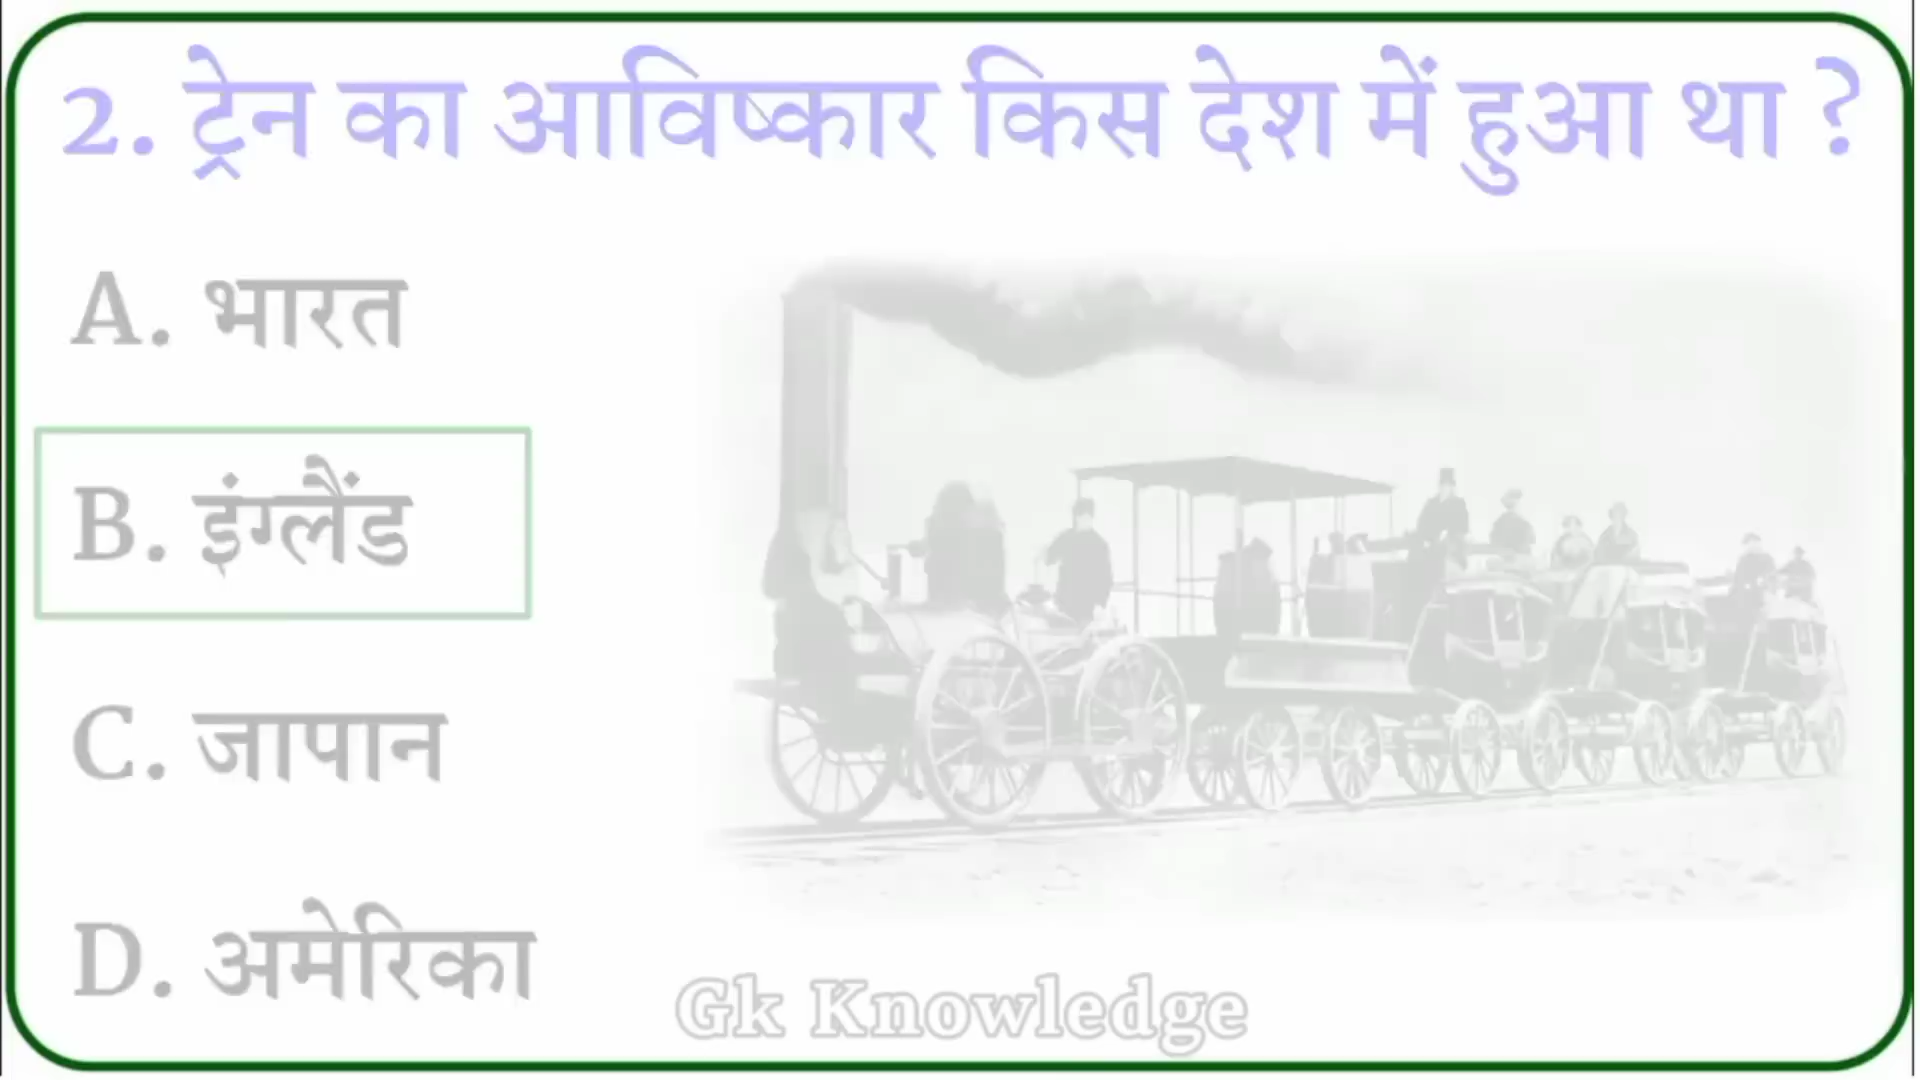 2. ट्रेन का आविष्कार किस देश में हुआ था ?
A. भारत
B. इंग्लैंड
C. जापान
D. अमेरिका
Gk Knowledge